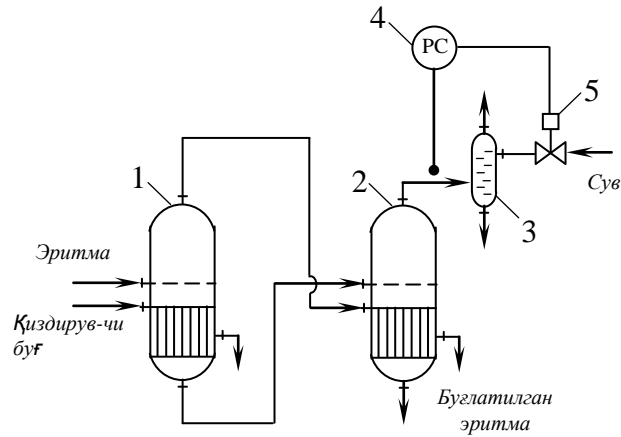 4
PC
5
1
2
3
Сув
Эритма
Қиздирув-чи
буғ
Буғлатилган
эритма